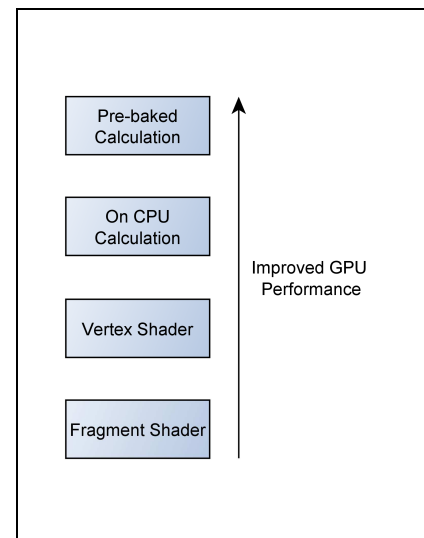 Pre-baked
Calculation
On CPU
Calculation
Improved GPU
Performance
Vertex Shader
Fragment Shader